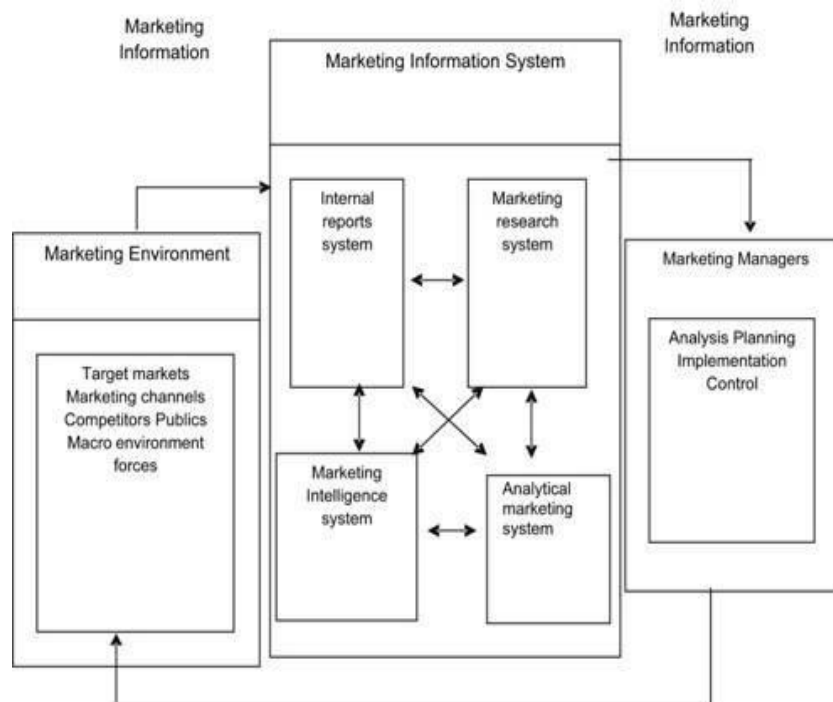 Marketing
Information
Marketing
Information
Marketing Information System
Internal
reports
system
Marketing
research
system
Marketing Environment
Marketing Managers
Target markets
Marketing channels
Competitors Publics
Macro environment
forces
Analysis Planning
Implementation
Control
Marketing
Intelligence
system
Analytical
marketing
system